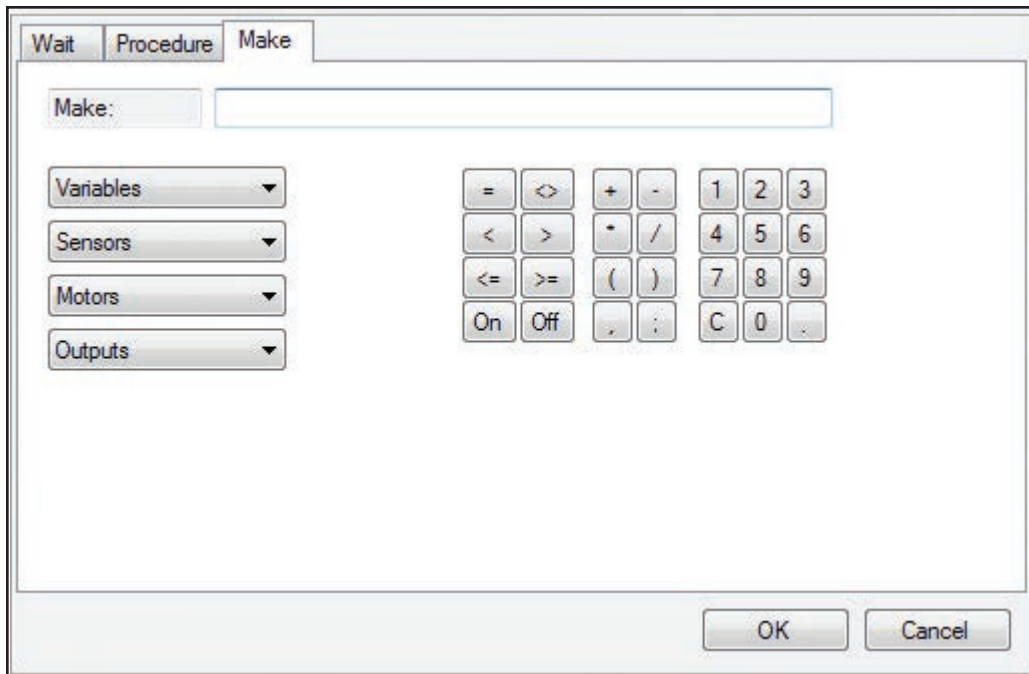 Wait Procedure Make
Make:
Variables
Sensors
Motors
Outputs
= <> + - 1 2 3
< > * / 4 5 6
<= >= ( ) 7 8 9
On Off , ; C 0 .
OK Cancel